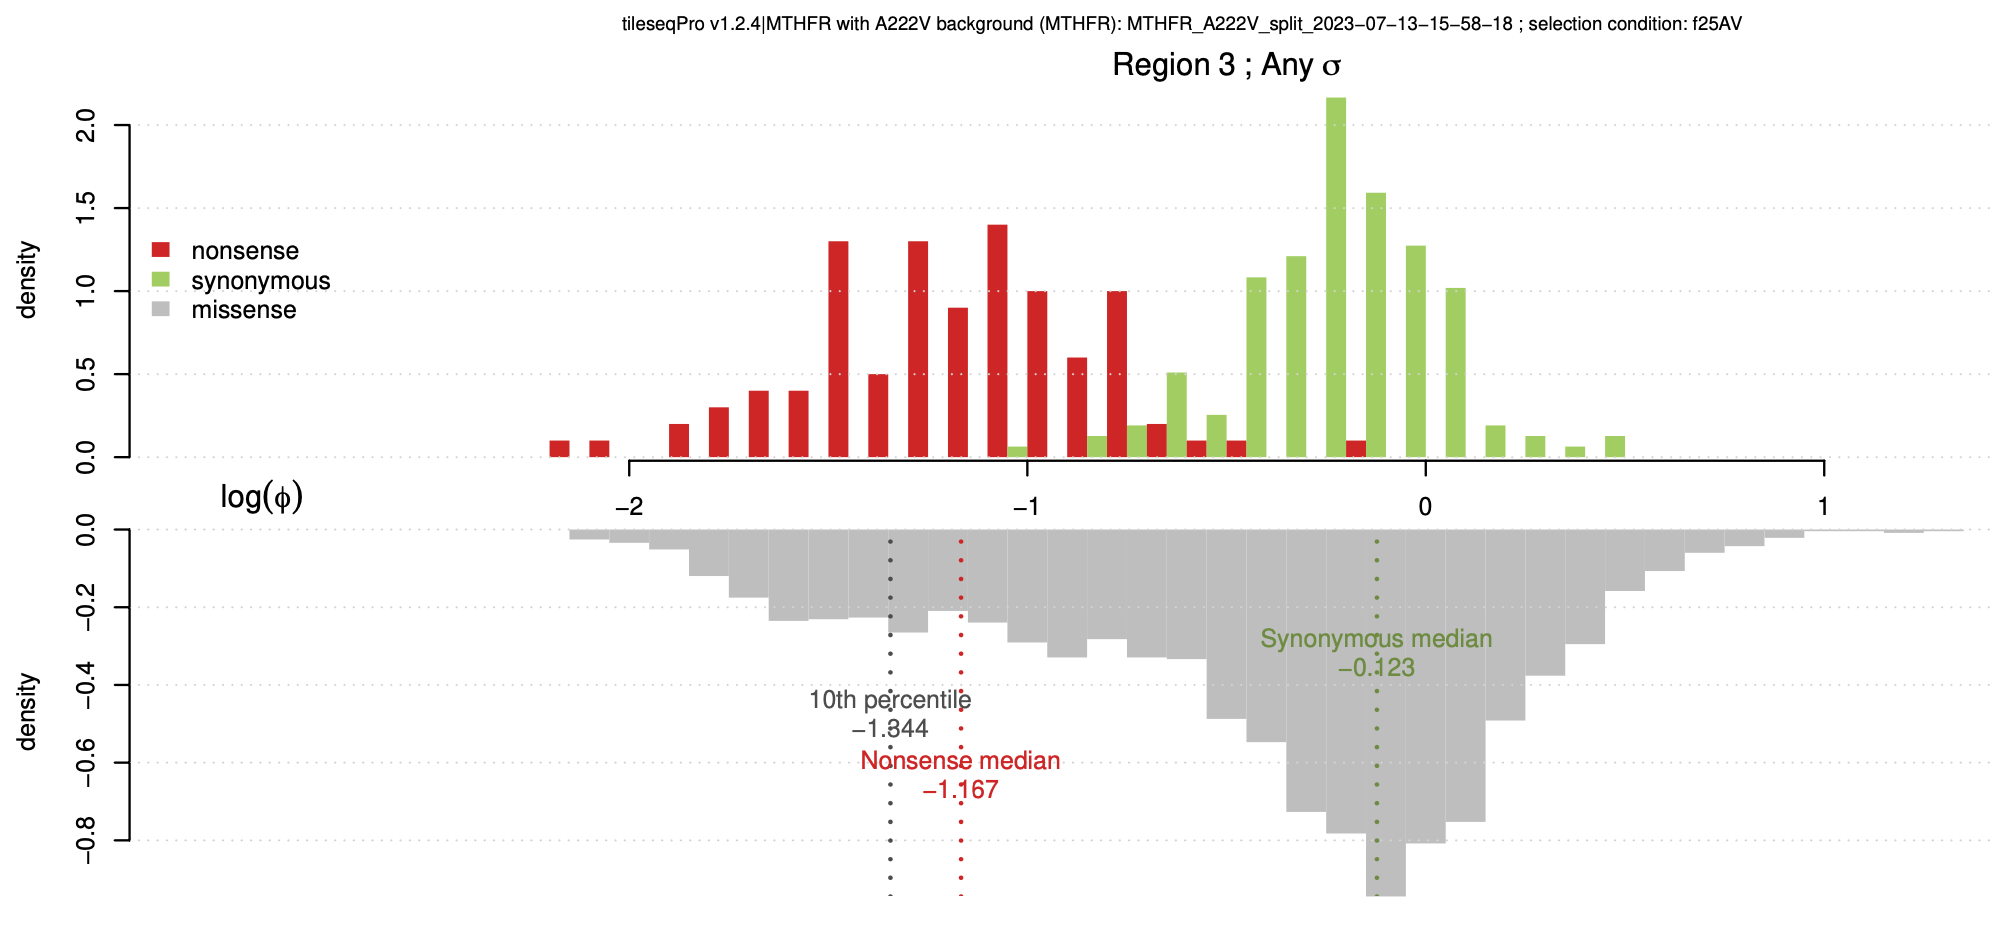 tileseqPro v1.2.4|MTHFR with A222V background (MTHFR): MTHFR_A222V_split_2023−07−13−15−58−18 ; selection condition: f25AV
Region 3 ; Any σ
density
2.0
1.5
1.0
0.5
0.0
nonsense
synonymous
missense
log(ϕ)
−2
−1
0
1
density
0.0
−0.2
−0.4
−0.6
−0.8
Synonymous median
−0.123
10th percentile
−1.344
Nonsense median
−1.167